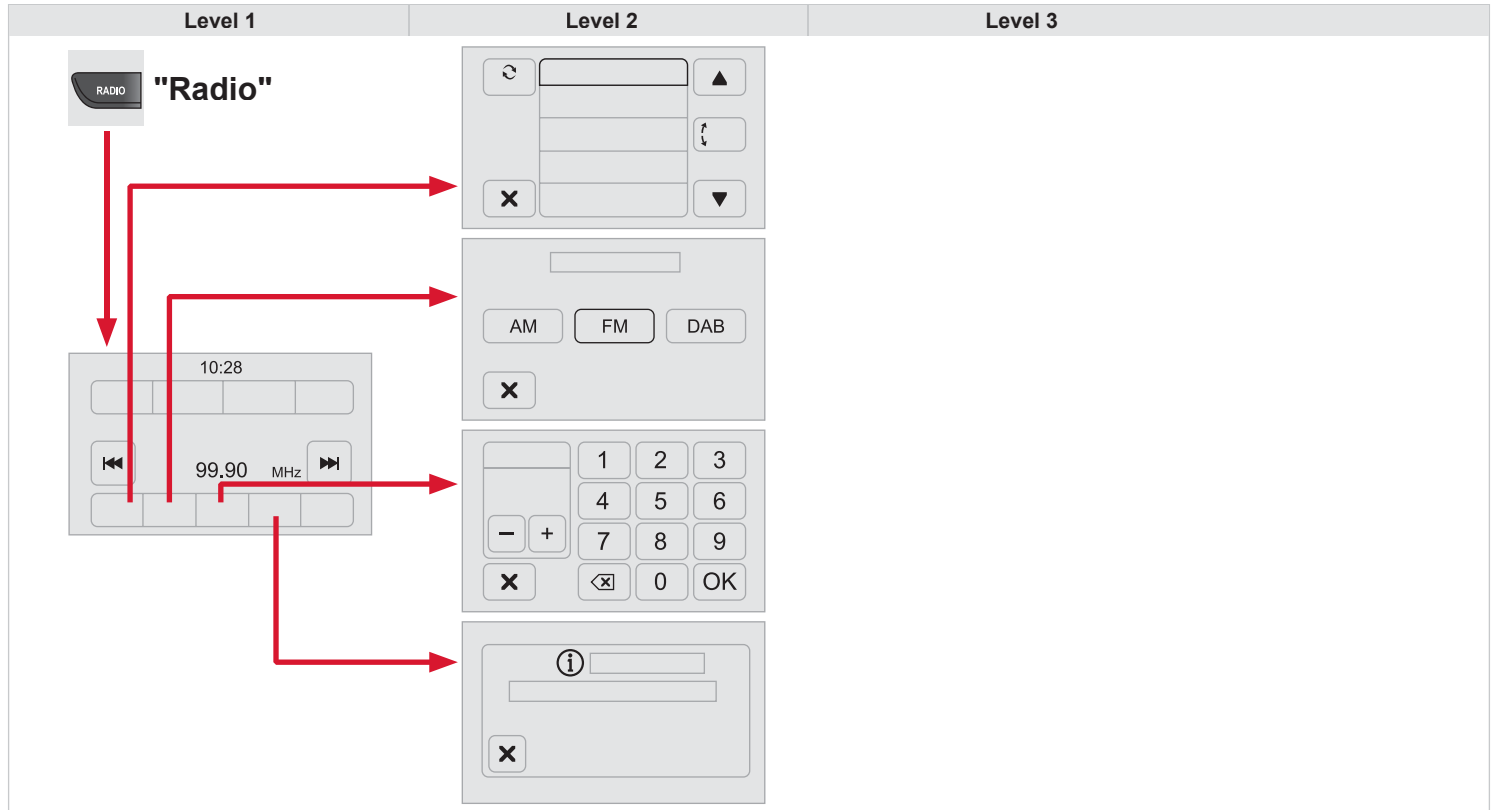 Level 1 Level 2 Level 3
RADIO "Radio"
10:28
99.90 MHz
AM FM DAB
1 2 3
4 5 6
- + 7 8 9
0 OK